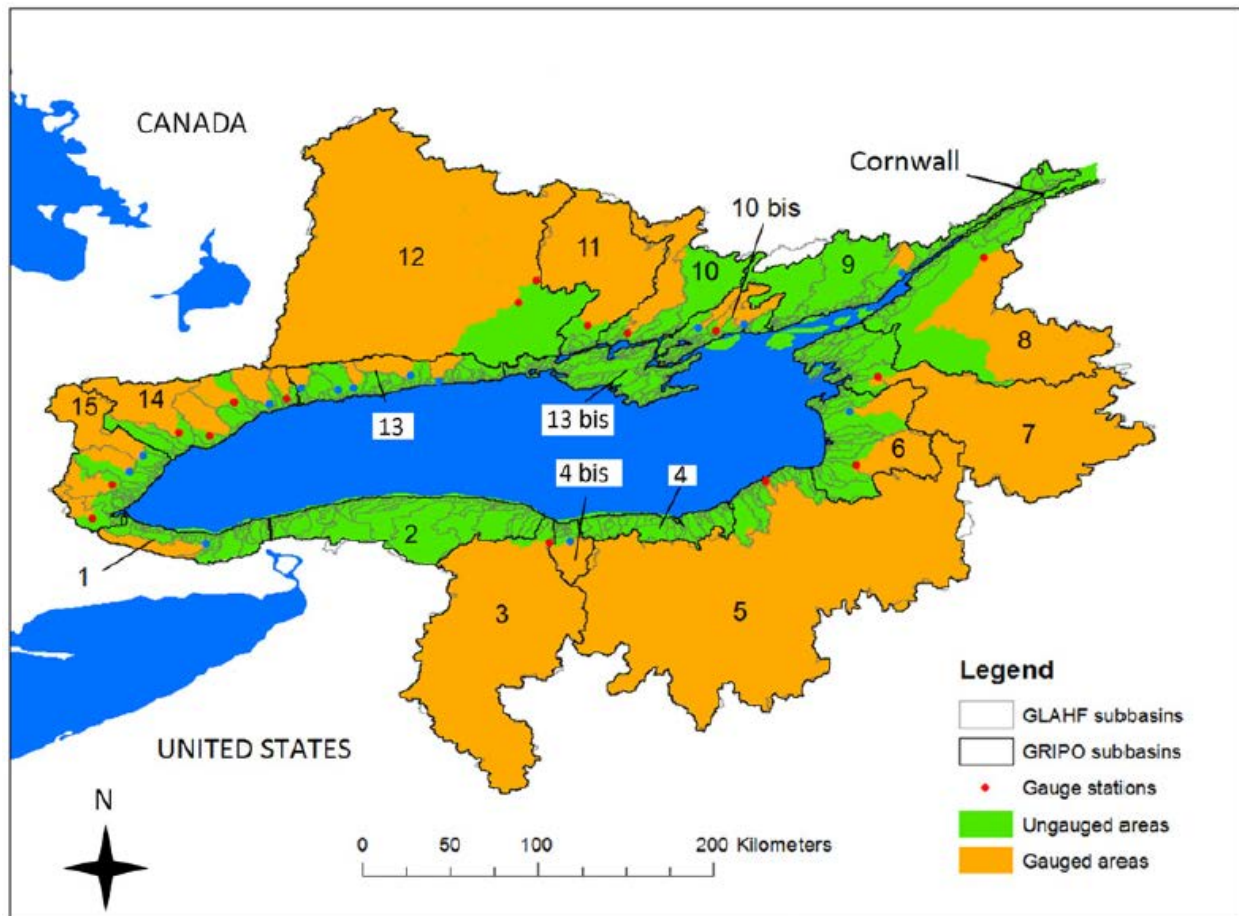 CANADA
Cornwall
10 bis
12
11
10
9
8
15
14
13
13 bis
7
6
4 bis
4
2
1
3
5
UNITED STATES
N
0 50 100 200 Kilometers
Legend
GLAHF subbasins
GRIPO subbasins
Gauge stations
Ungauged areas
Gauged areas